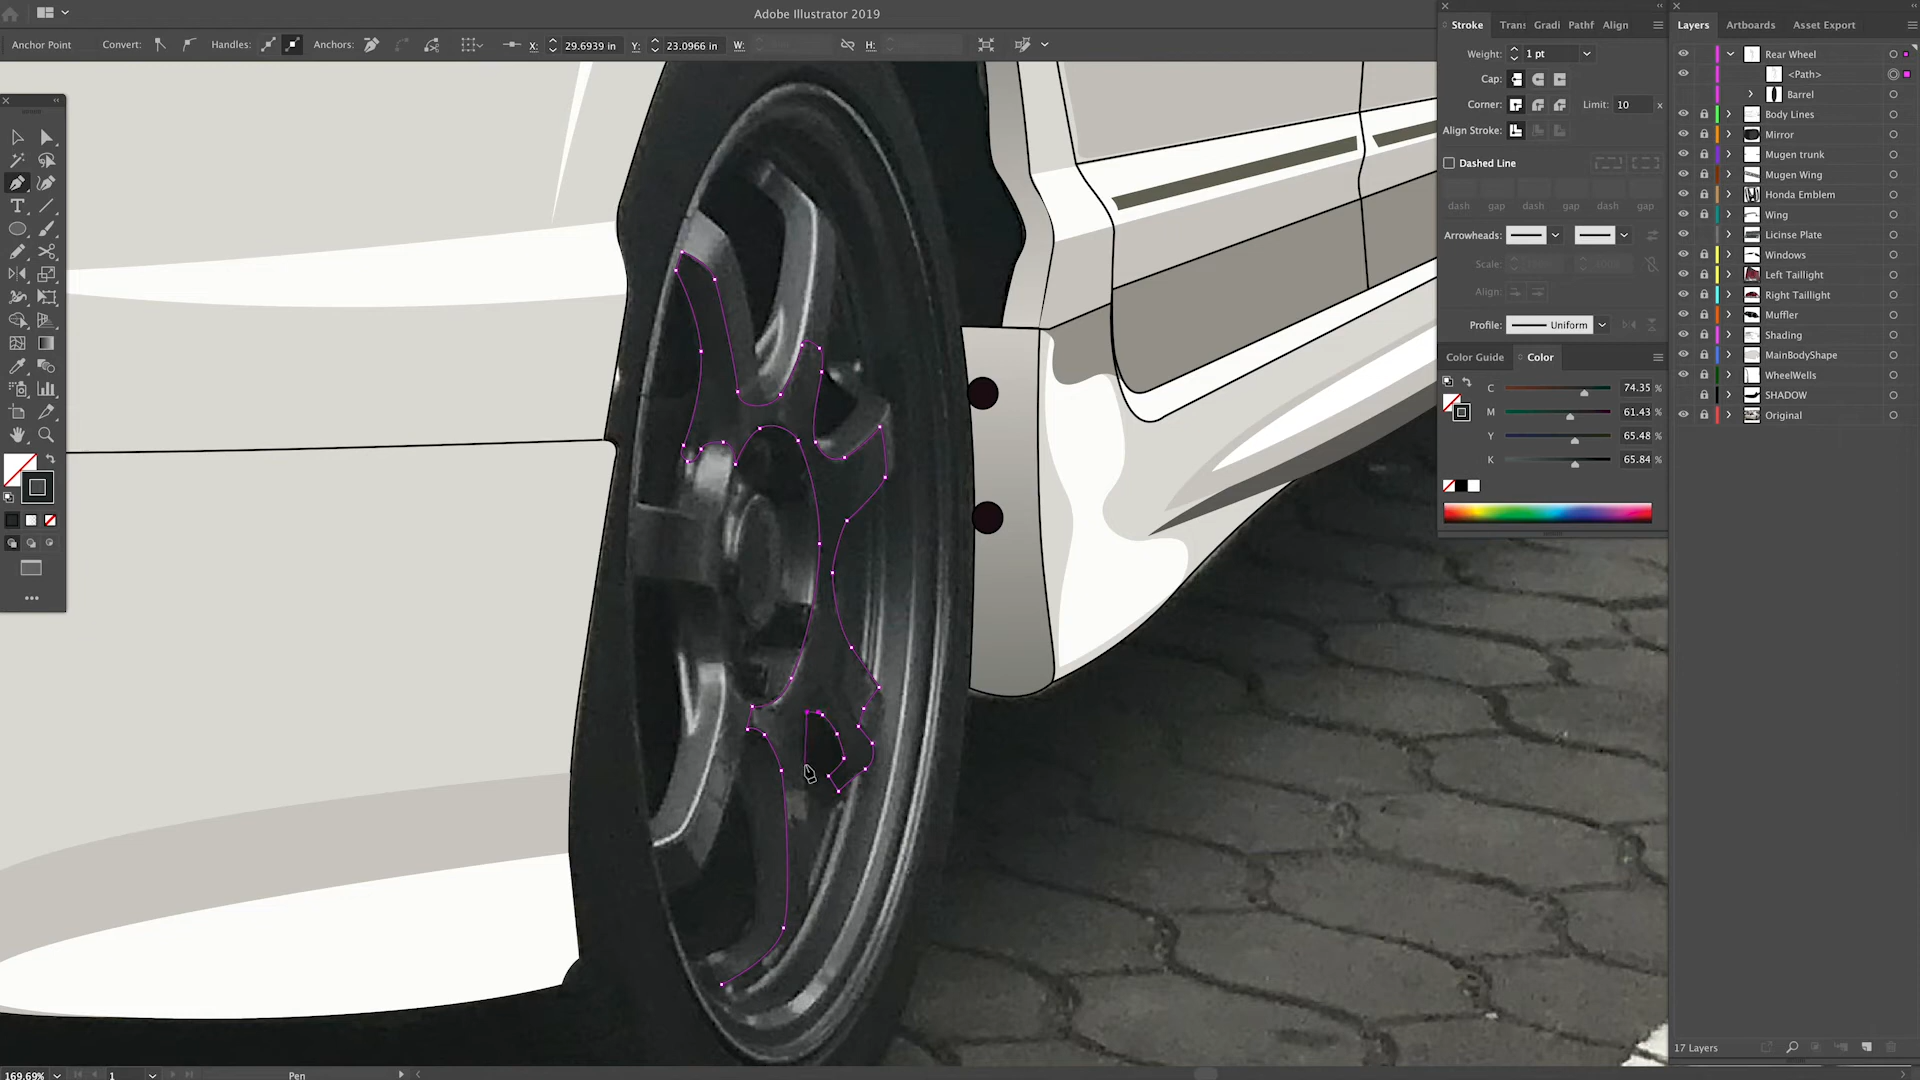 Adobe Illustrator 2019
Anchor Point
Convert:
Handles:
Anchors:
X: 29.6939 in
Y: 23.0966 in
W:
H:
Stroke
Trans
Gradi
Pathf
Align
Weight: 1 pt
Cap:
Corner:
Limit: 10 x
Align Stroke:
Dashed Line
dash gap dash gap dash gap
Arrowheads:
Scale:
Align:
Profile: Uniform
Color Guide
Color
C 74.35 %
M 61.43 %
Y 65.48 %
K 65.84 %
Layers
Artboards
Asset Export
Rear Wheel
<Path>
Barrel
Body Lines
Mirror
Mugen trunk
Mugen Wing
Honda Emblem
Wing
Licinse Plate
Windows
Left Taillight
Right Taillight
Muffler
Shading
MainBodyShape
WheelWells
SHADOW
Original
17 Layers
169.69%
1
Pen